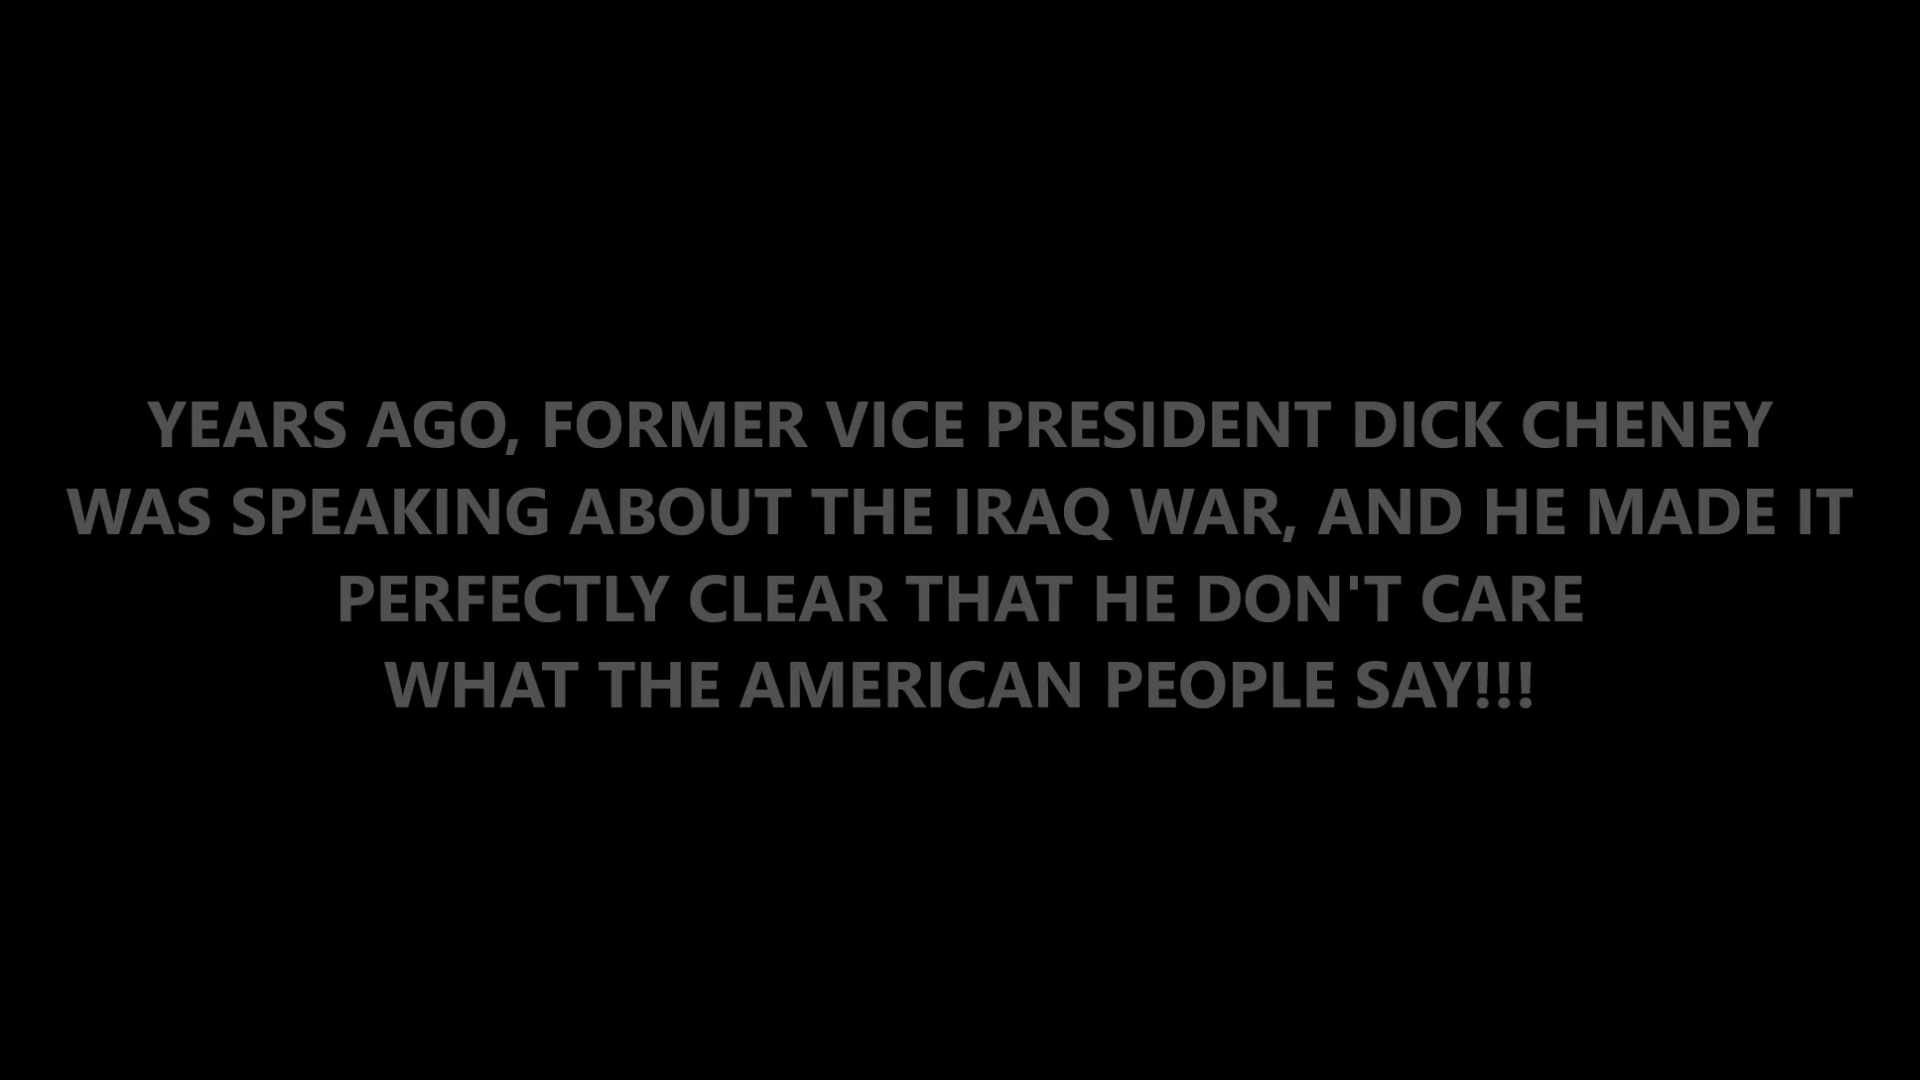 YEARS AGO, FORMER VICE PRESIDENT DICK CHENEY
WAS SPEAKING ABOUT THE IRAQ WAR, AND HE MADE IT
PERFECTLY CLEAR THAT HE DON'T CARE
WHAT THE AMERICAN PEOPLE SAY!!!